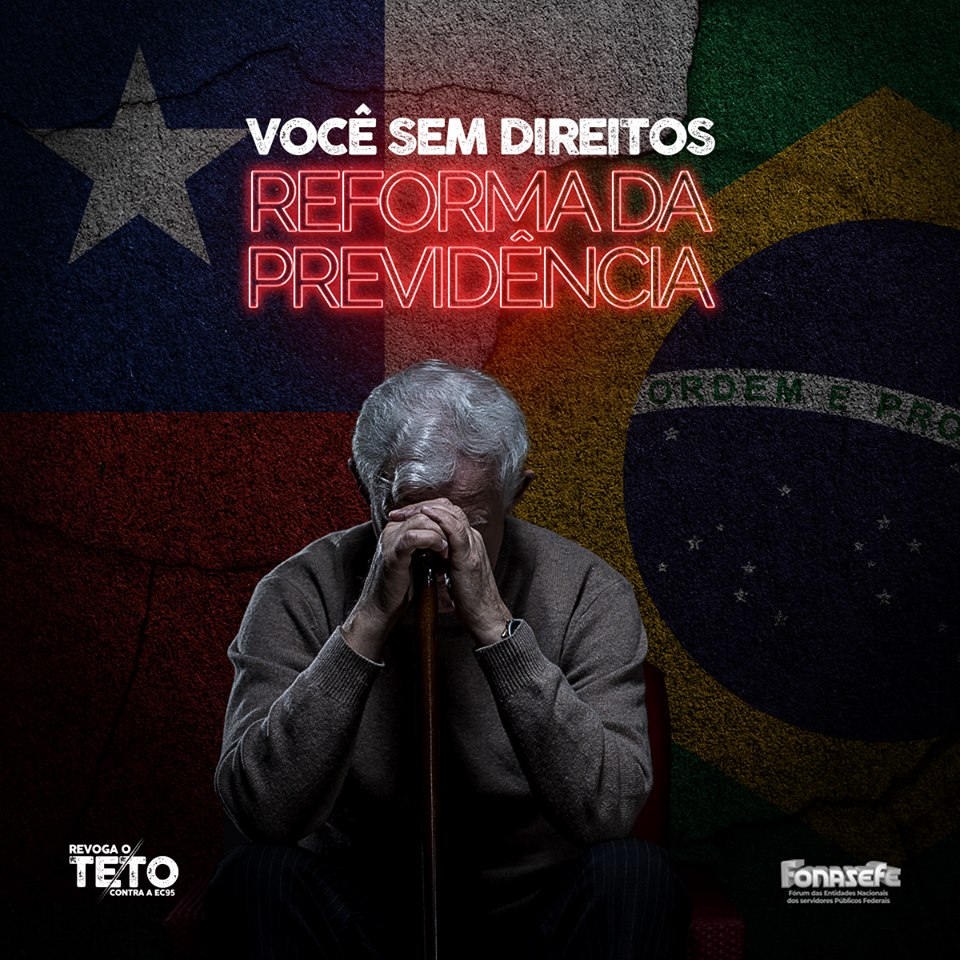 VOCÊ SEM DIREITOS
REFORMA DA
PREVIDÊNCIA
ORDEM E PRO
REVOGA O
TETO
CONTRA A EC95
FONASEFE
Fórum das Entidades Nacionais
dos servidores Públicos Federais